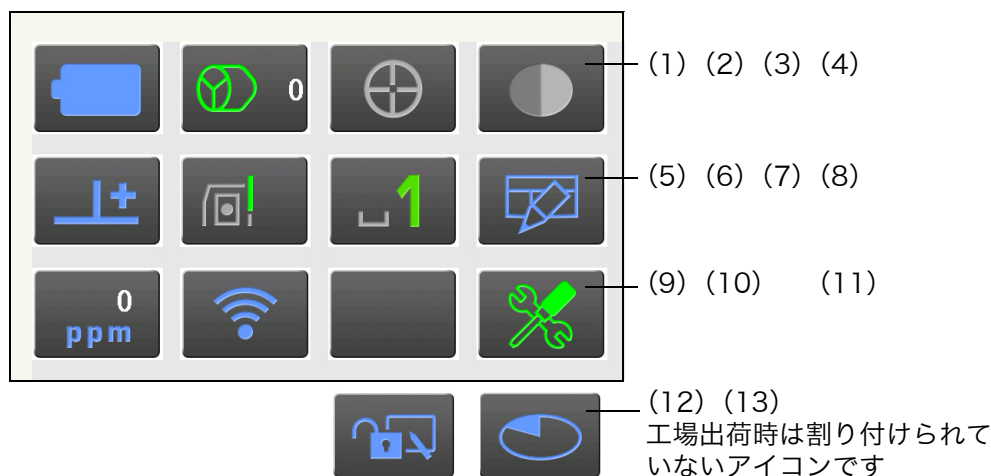 0
(1)(2)(3)(4)
1
(5)(6)(7)(8)
0
ppm
(9)(10) (11)
(12)(13)
工場出荷時は割り付けられて
いないアイコンです